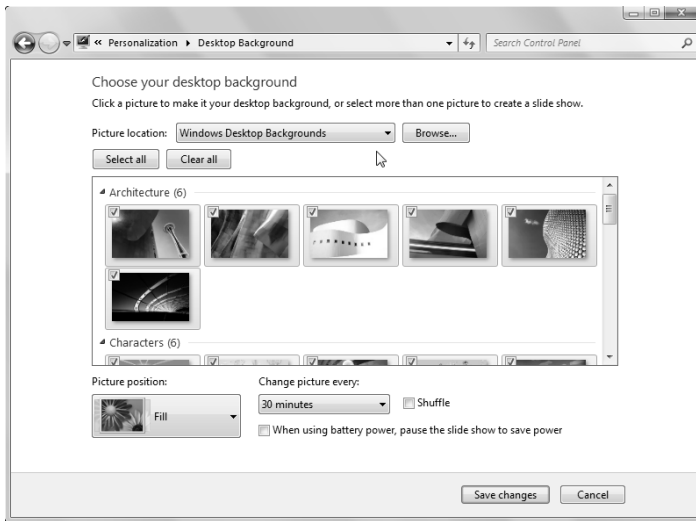 « Personalization ▸ Desktop Background
Search Control Panel
Choose your desktop background
Click a picture to make it your desktop background, or select more than one picture to create a slide show.
Picture location: Windows Desktop Backgrounds Browse...
Select all Clear all
Architecture (6)
Characters (6)
Picture position: Change picture every:
Fill 30 minutes Shuffle
When using battery power, pause the slide show to save power
Save changes Cancel